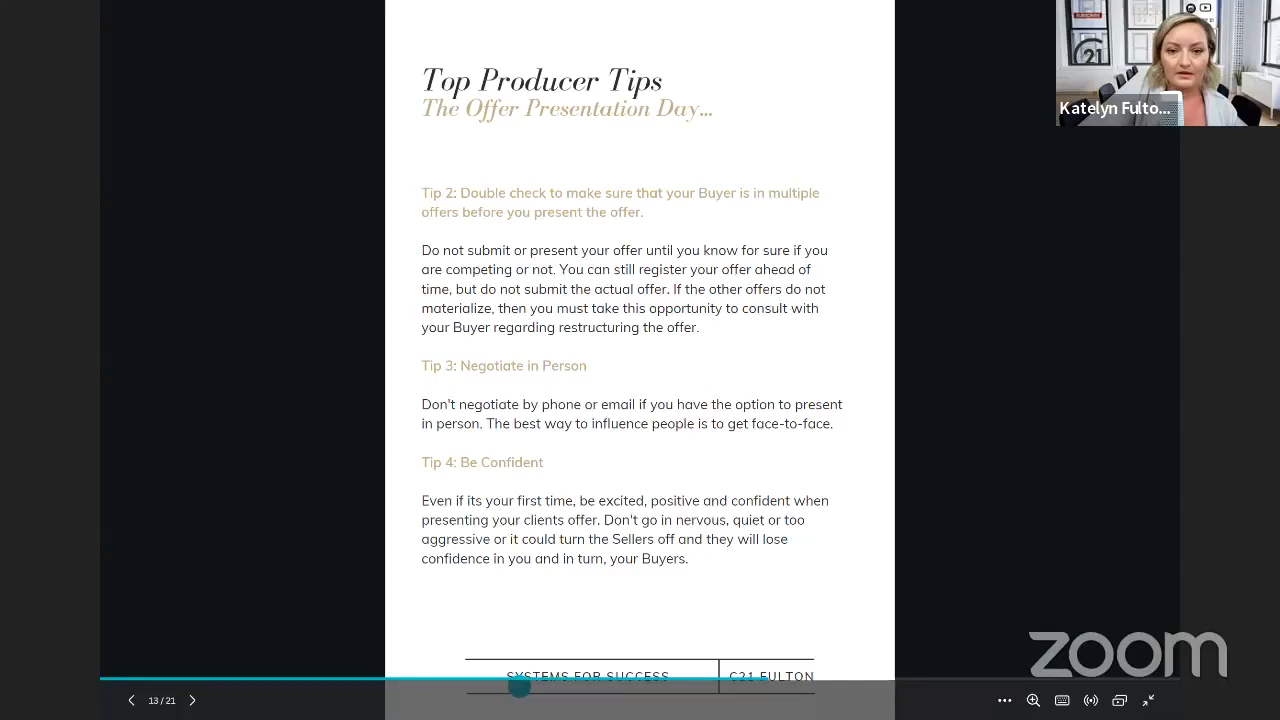 Top Producer Tips
The Offer Presentation Day...
Tip 2: Double check to make sure that your Buyer is in multiple
offers before you present the offer.
Do not submit or present your offer until you know for sure if you
are competing or not. You can still register your offer ahead of
time, but do not submit the actual offer. If the other offers do not
materialize, then you must take this opportunity to consult with
your Buyer regarding restructuring the offer.
Tip 3: Negotiate in Person
Don't negotiate by phone or email if you have the option to present
in person. The best way to influence people is to get face-to-face.
Tip 4: Be Confident
Even if its your first time, be excited, positive and confident when
presenting your clients offer. Don't go in nervous, quiet or too
aggressive or it could turn the Sellers off and they will lose
confidence in you and in turn, your Buyers.
SYSTEMS FOR SUCCESS
C21 FULTON
13 / 21
SUBSCRIBE
C21
Katelyn Fulto...
zoom